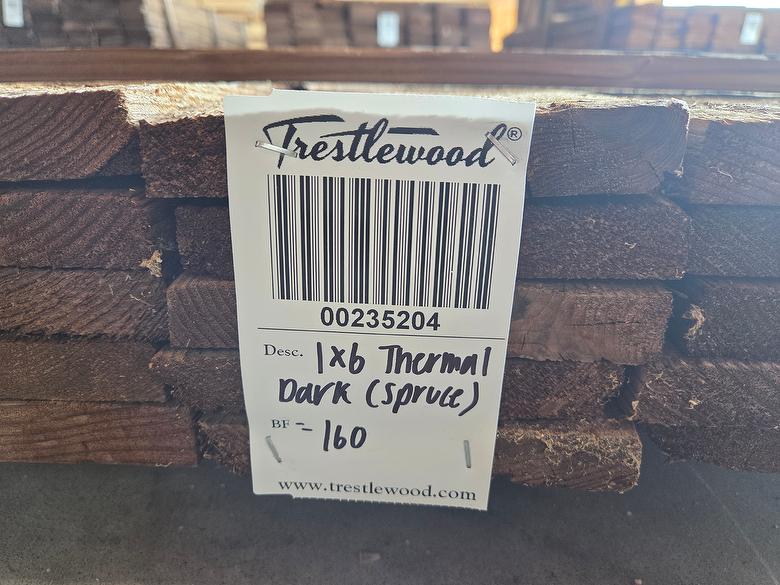 Trestlewood®
00235204
Desc. 1x6 Thermal
Dark (spruce)
BF = 160
www.trestlewood.com